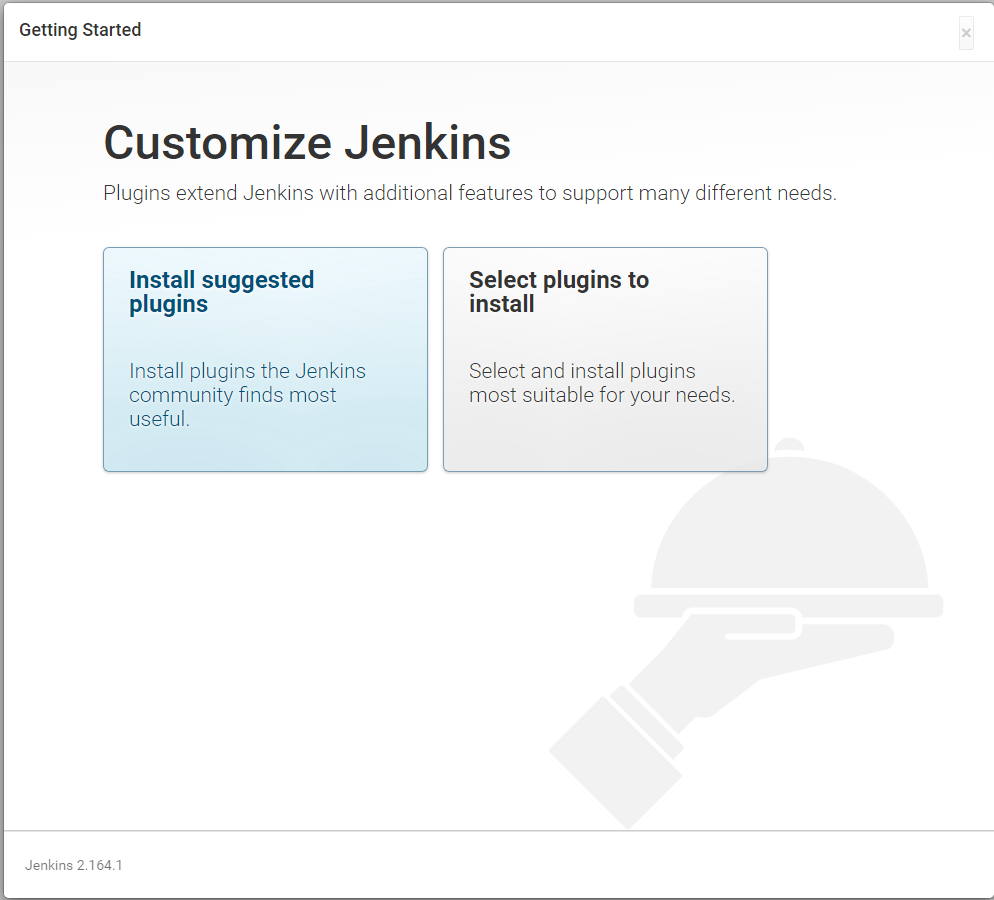 Getting Started
×
Customize Jenkins
Plugins extend Jenkins with additional features to support many different needs.
Install suggested
plugins
Install plugins the Jenkins
community finds most
useful.
Select plugins to
install
Select and install plugins
most suitable for your needs.
Jenkins 2.164.1